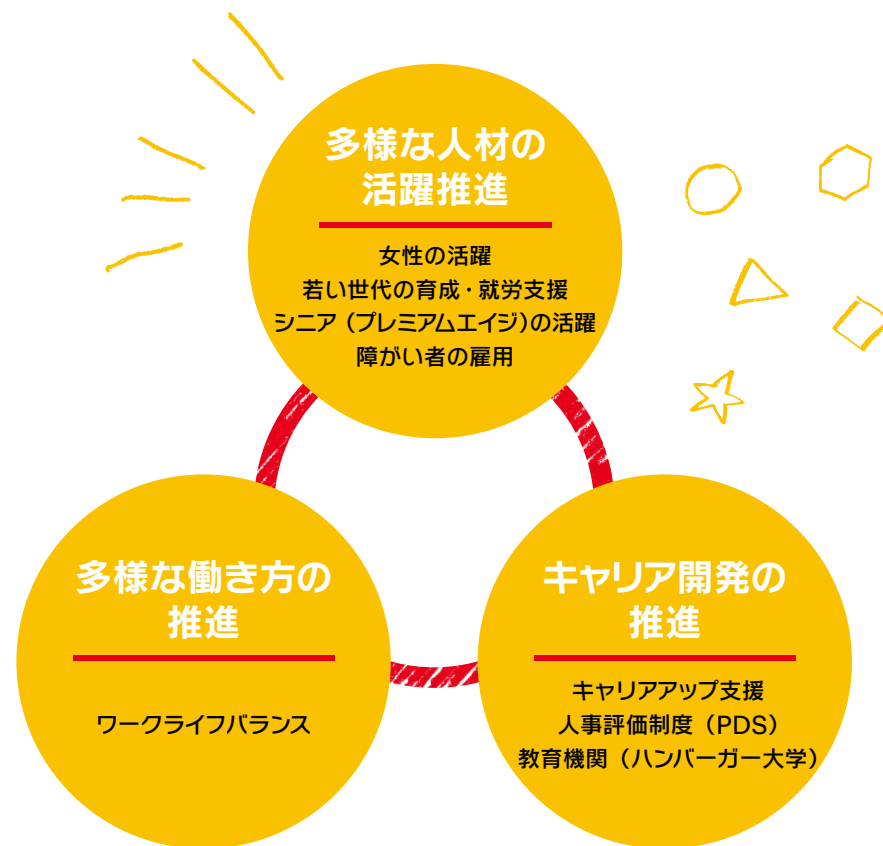 多様な人材の
活躍推進
女性の活躍
若い世代の育成・就労支援
シニア（プレミアムエイジ）の活躍
障がい者の雇用
多様な働き方の
推進
ワークライフバランス
キャリア開発の
推進
キャリアアップ支援
人事評価制度（PDS）
教育機関（ハンバーガー大学）